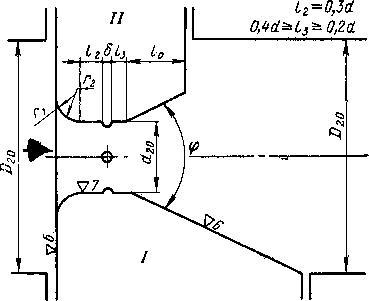 II
l₂=0,3d
0,4d≥l₃≥0,2d
l₂ δ l₃ l₀
r₂
r₁
D₂₀
d₂₀
φ
D₂₀
▽7
▽6
▽6
I